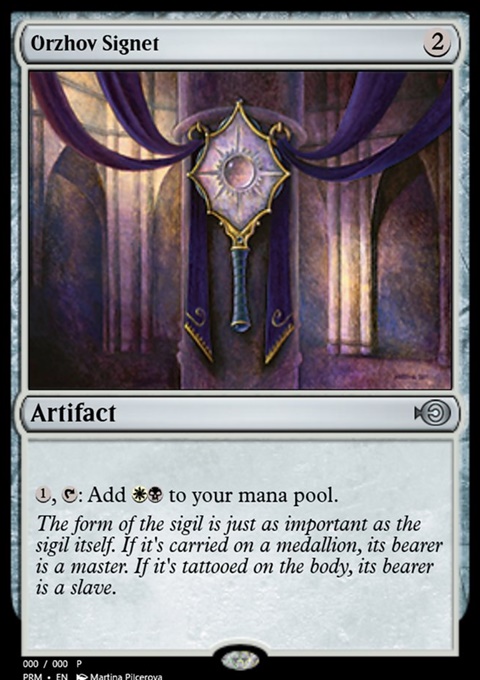 Orzhov Signet 2
Artifact
1, : Add to your mana pool.
The form of the sigil is just as important as the
sigil itself. If it's carried on a medallion, its bearer
is a master. If it's tattooed on the body, its bearer
is a slave.
000 / 000 P
PRM • EN Martina Pilcerova